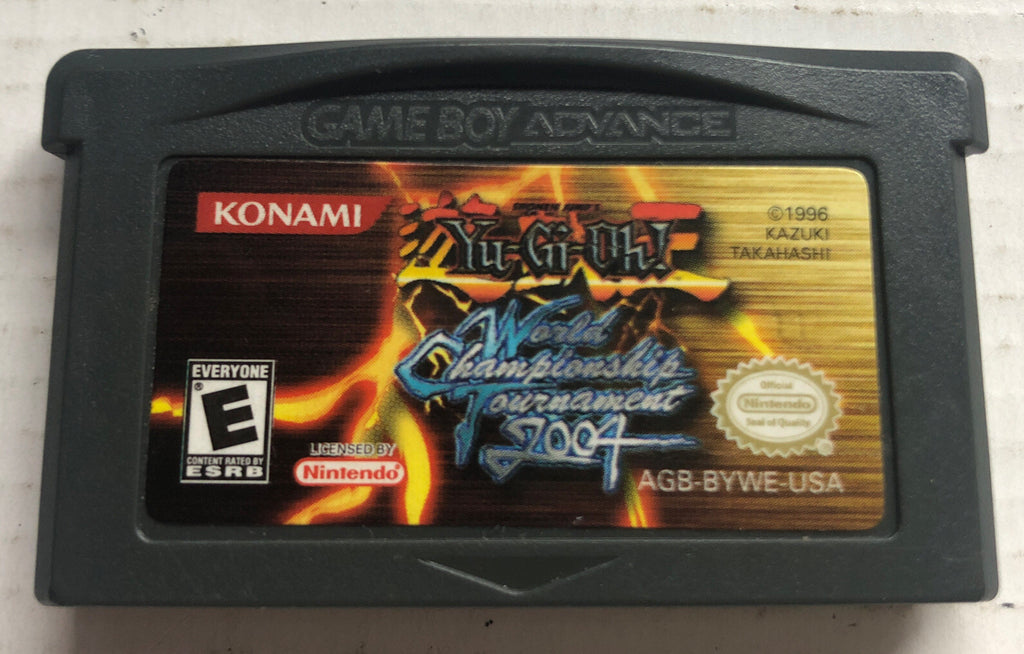 GAME BOY ADVANCE
KONAMI
Yu-Gi-Oh!
World
Championship
Tournament
2004
©1996
KAZUKI
TAKAHASHI
EVERYONE
E
®
CONTENT RATED BY
ESRB
LICENSED BY
Nintendo®
Official
Nintendo
Seal of Quality
AGB-BYWE-USA